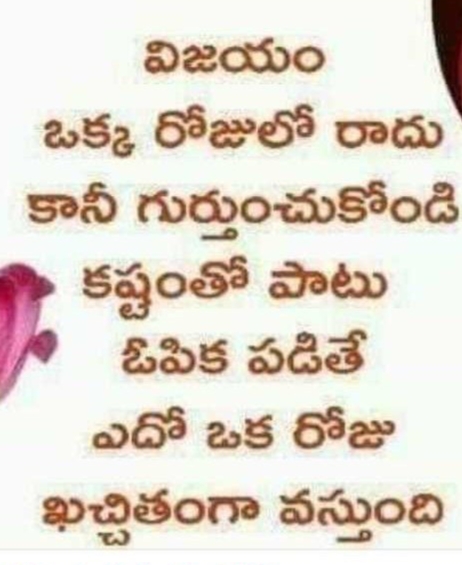 విజయం
ఒక్క రోజులో రాదు
కానీ గుర్తుంచుకోండి
కష్టంతో పాటు
ఓపిక పడితే
ఎదో ఒక రోజు
ఖచ్చితంగా వస్తుంది